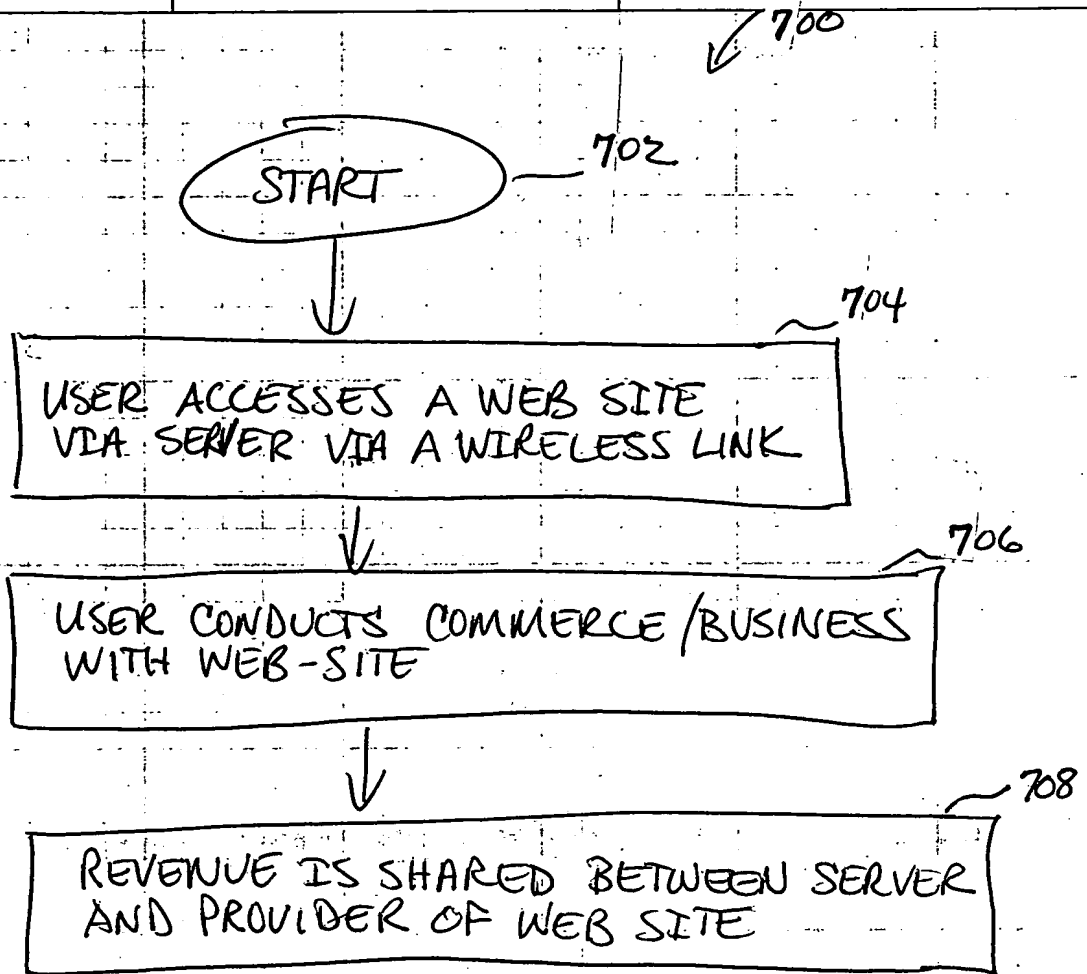 700
START
702
704
USER ACCESSES A WEB SITE
VIA SERVER VIA A WIRELESS LINK
706
USER CONDUCTS COMMERCE/BUSINESS
WITH WEB-SITE
708
REVENUE IS SHARED BETWEEN SERVER
AND PROVIDER OF WEB SITE